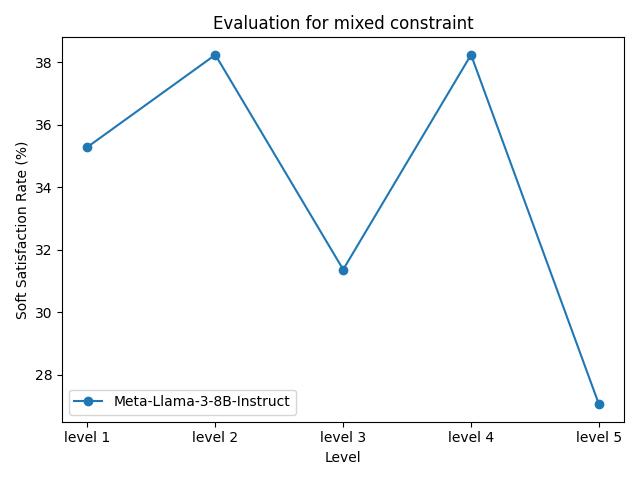 Evaluation for mixed constraint
Soft Satisfaction Rate (%)
38
36
34
32
30
28
Meta-Llama-3-8B-Instruct
level 1
level 2
level 3
level 4
level 5
Level